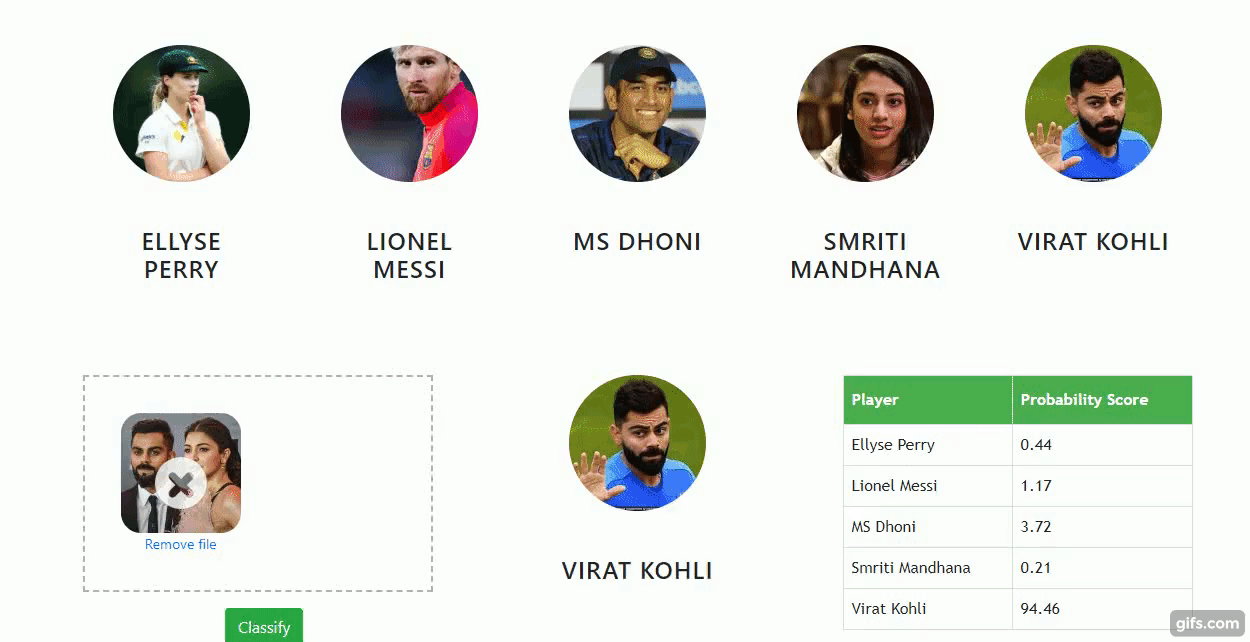 ELLYSE
PERRY
LIONEL
MESSI
MS DHONI
SMRITI
MANDHANA
VIRAT KOHLI
Remove file
Classify
VIRAT KOHLI
Player Probability Score
Ellyse Perry 0.44
Lionel Messi 1.17
MS Dhoni 3.72
Smriti Mandhana 0.21
Virat Kohli 94.46
gifs.com